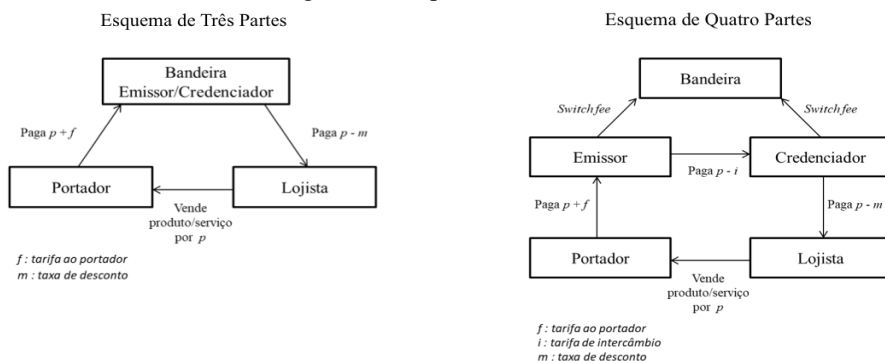 Esquema de Três Partes
Bandeira
Emissor/Credenciador
Paga p + f
Paga p - m
Portador
Lojista
Vende
produto/serviço
por p
f : tarifa ao portador
m : taxa de desconto
Esquema de Quatro Partes
Bandeira
Switch fee
Switch fee
Emissor
Credenciador
Paga p - i
Paga p + f
Paga p - m
Portador
Lojista
Vende
produto/serviço
por p
f : tarifa ao portador
i : tarifa de intercâmbio
m : taxa de desconto